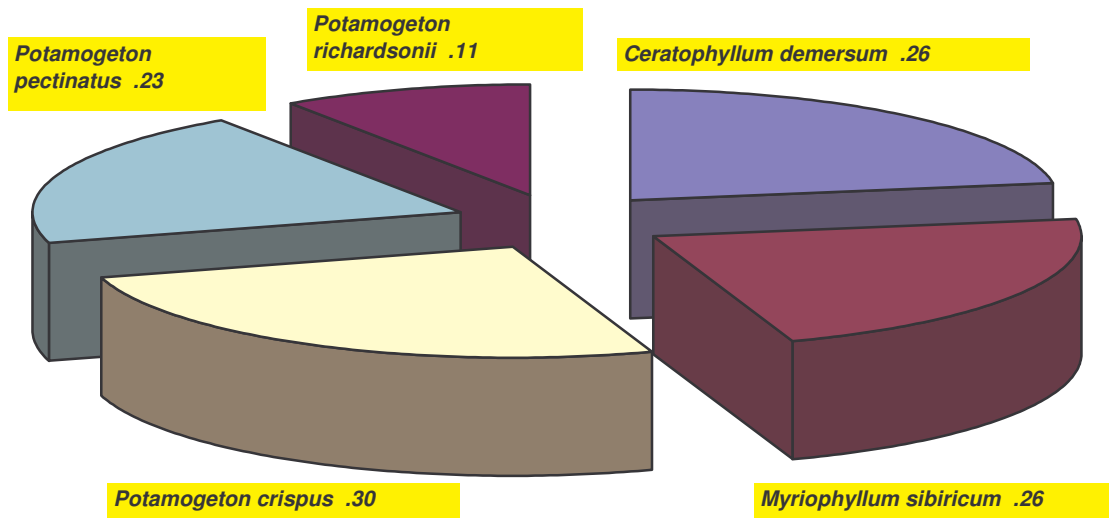 Potamogeton
richardsonii .11
Potamogeton
pectinatus .23
Ceratophyllum demersum .26
Potamogeton crispus .30
Myriophyllum sibiricum .26